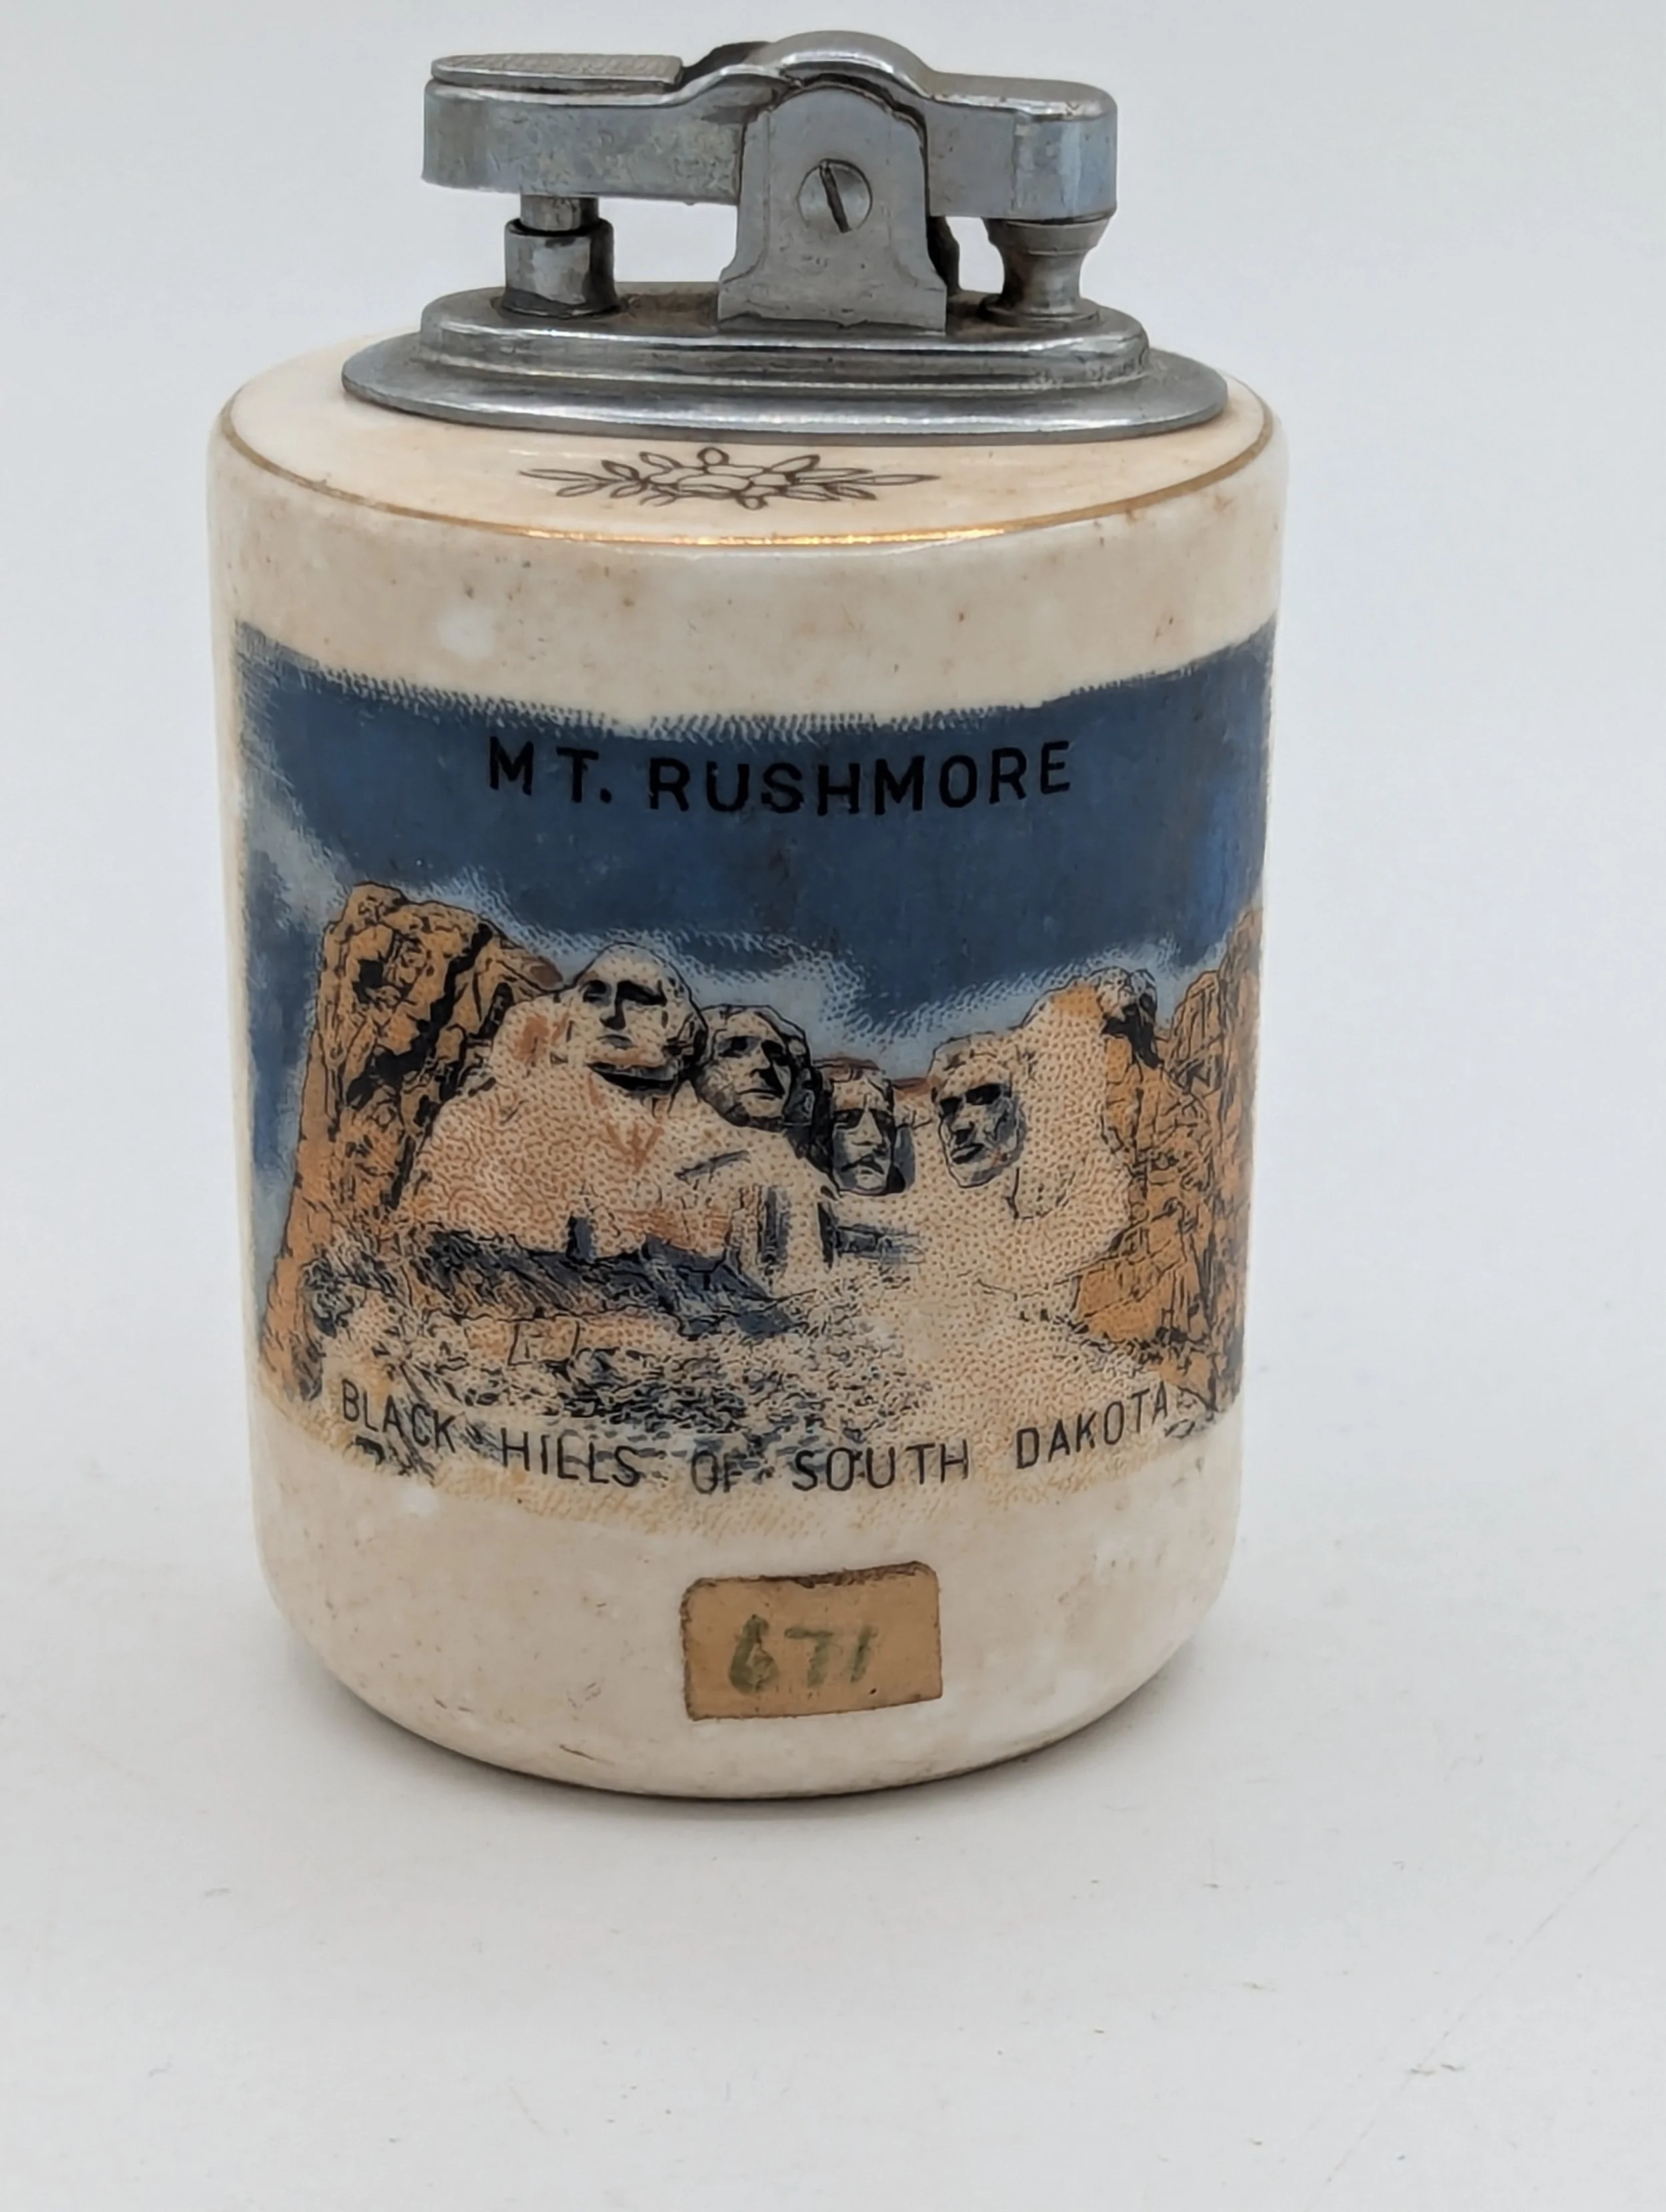 MT. RUSHMORE
BLACK HILLS OF SOUTH DAKOTA
671